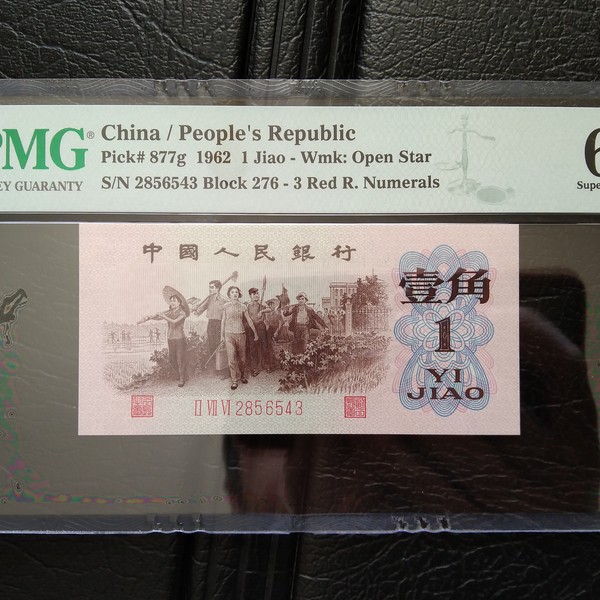 PMG®
EY GUARANTY
China / People's Republic
Pick# 877g 1962 1 Jiao - Wmk: Open Star
S/N 2856543 Block 276 - 3 Red R. Numerals
6
Supe
中國人民銀行
壹角
1
YI
JIAO
Ⅱ Ⅶ Ⅵ 2856543